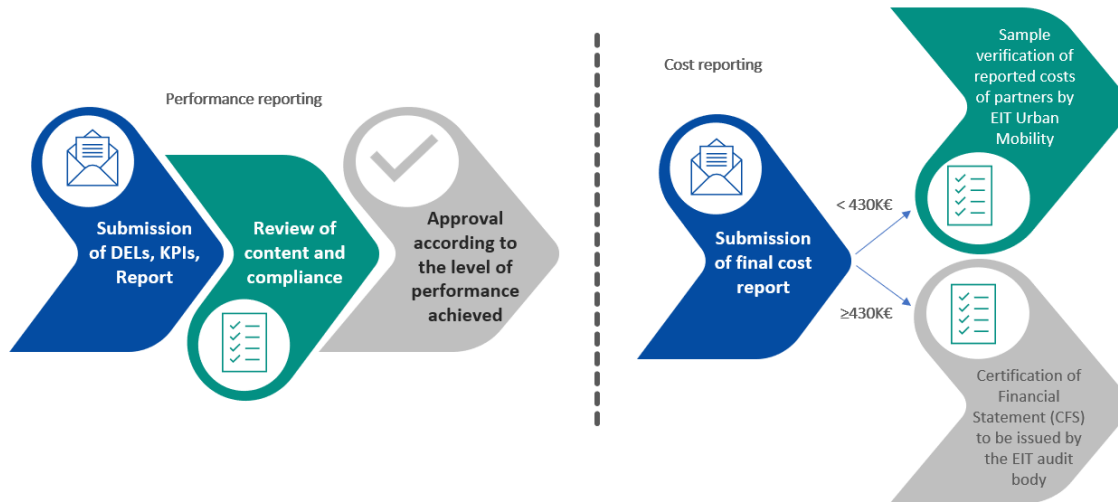 Performance reporting
Submission
of DELs, KPIs,
Report
Review of
content and
compliance
Approval
according to
the level of
performance
achieved
Cost reporting
Submission
of final cost
report
< 430K€
≥430K€
Sample
verification of
reported costs
of partners by
EIT Urban
Mobility
Certification of
Financial
Statement (CFS)
to be issued by
the EIT audit
body